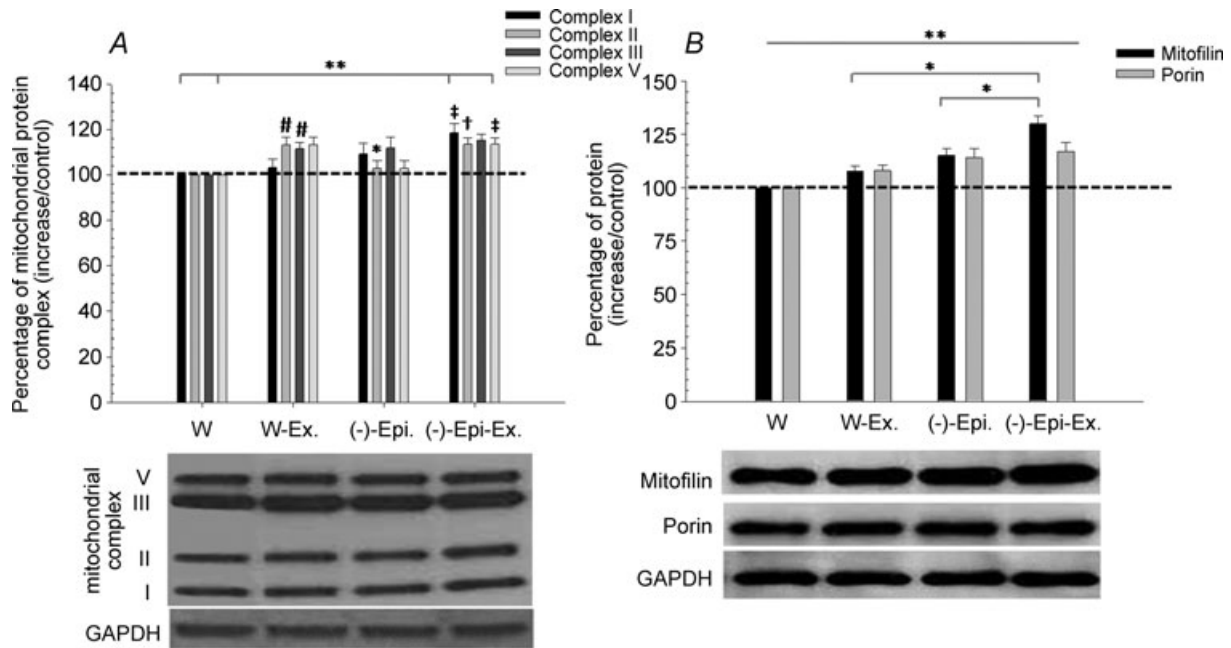 A
Complex I
Complex II
Complex III
Complex V
**
Percentage of mitochondrial protein
complex (increase/control)
140
120
100
80
60
40
20
0
# #
*
‡ † ‡
W W-Ex. (-)-Epi. (-)-Epi-Ex.
mitochondrial
complex
V
III
II
I
GAPDH
B
Mitofilin
Porin
**
*
*
Percentage of protein
(increase/control)
150
125
100
75
50
25
0
W W-Ex. (-)-Epi. (-)-Epi-Ex.
Mitofilin
Porin
GAPDH